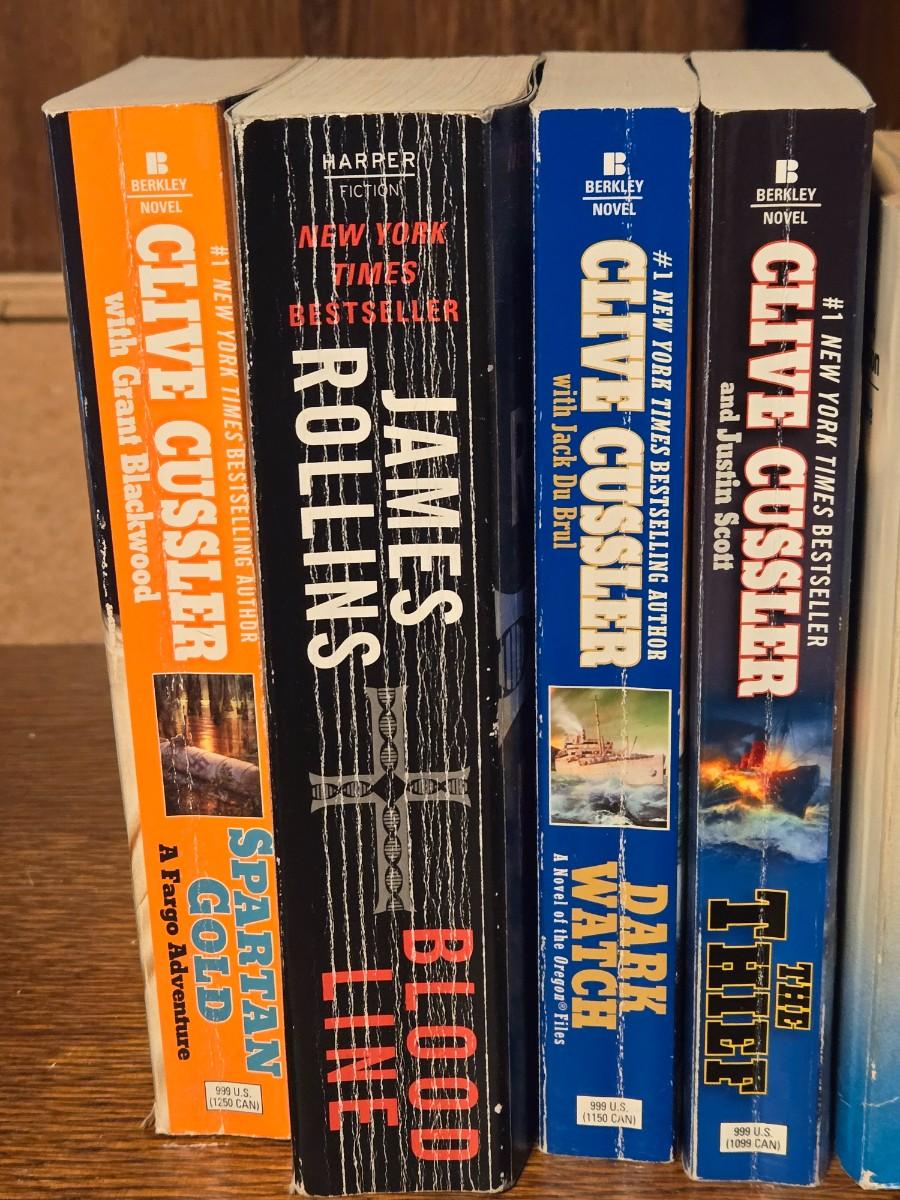 B
BERKLEY
NOVEL
#1 NEW YORK TIMES BESTSELLING AUTHOR
CLIVE CUSSLER
with Grant Blackwood
SPARTAN
GOLD
A Fargo Adventure
999 U.S.
(1250 CAN)
HARPER
FICTION
NEW YORK
TIMES
BESTSELLER
JAMES
ROLLINS
BLOOD
LINE
B
BERKLEY
NOVEL
#1 NEW YORK TIMES BESTSELLING AUTHOR
CLIVE CUSSLER
with Jack Du Brul
DARK
WATCH
A Novel of the Oregon® Files
999 U.S.
(1150 CAN)
B
BERKLEY
NOVEL
#1 NEW YORK TIMES BESTSELLER
CLIVE CUSSLER
and Justin Scott
THE
THIEF
999 U.S.
(1099 CAN)